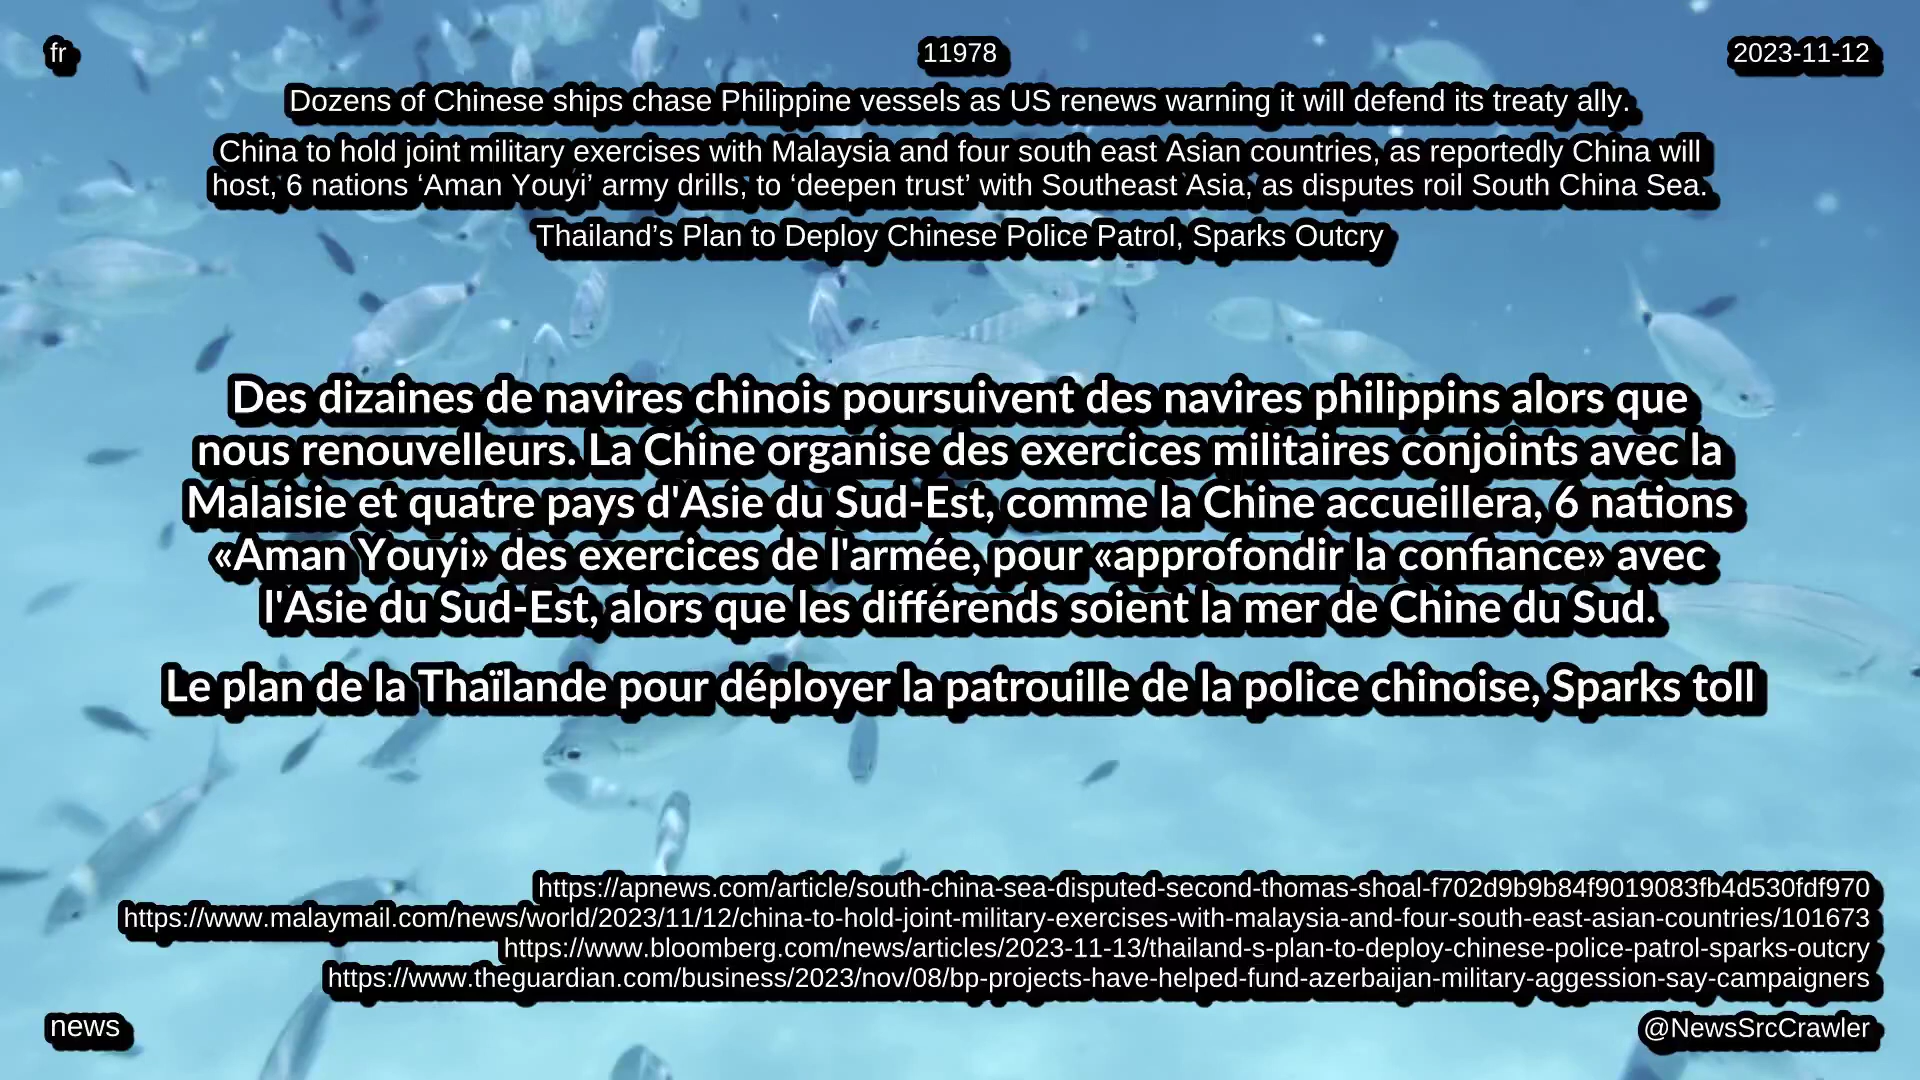 fr
11978
2023-11-12
Dozens of Chinese ships chase Philippine vessels as US renews warning it will defend its treaty ally.
China to hold joint military exercises with Malaysia and four south east Asian countries, as reportedly China will
host, 6 nations ‘Aman Youyi’ army drills, to ‘deepen trust’ with Southeast Asia, as disputes roil South China Sea.
Thailand’s Plan to Deploy Chinese Police Patrol, Sparks Outcry
Des dizaines de navires chinois poursuivent des navires philippins alors que
nous renouvelleurs. La Chine organise des exercices militaires conjoints avec la
Malaisie et quatre pays d'Asie du Sud-Est, comme la Chine accueillera, 6 nations
«Aman Youyi» des exercices de l'armée, pour «approfondir la confiance» avec
l'Asie du Sud-Est, alors que les différends soient la mer de Chine du Sud.
Le plan de la Thaïlande pour déployer la patrouille de la police chinoise, Sparks toll
https://apnews.com/article/south-china-sea-disputed-second-thomas-shoal-f702d9b9b84f9019083fb4d530fdf970
https://www.malaymail.com/news/world/2023/11/12/china-to-hold-joint-military-exercises-with-malaysia-and-four-south-east-asian-countries/101673
https://www.bloomberg.com/news/articles/2023-11-13/thailand-s-plan-to-deploy-chinese-police-patrol-sparks-outcry
https://www.theguardian.com/business/2023/nov/08/bp-projects-have-helped-fund-azerbaijan-military-aggession-say-campaigners
news
@NewsSrcCrawler